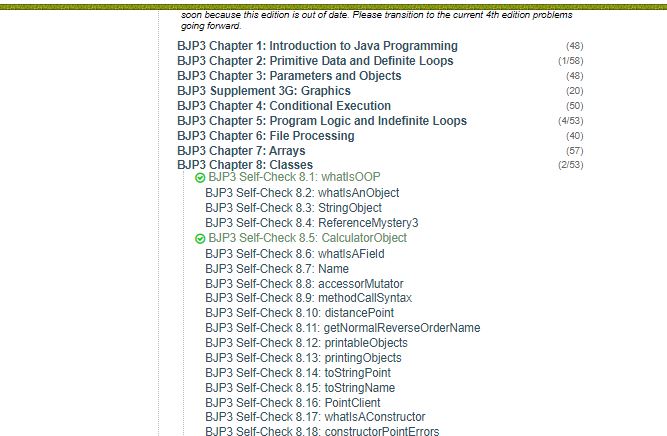 soon because this edition is out of date. Please transition to the current 4th edition problems
going forward.
BJP3 Chapter 1: Introduction to Java Programming (48)
BJP3 Chapter 2: Primitive Data and Definite Loops (1/58)
BJP3 Chapter 3: Parameters and Objects (48)
BJP3 Supplement 3G: Graphics (20)
BJP3 Chapter 4: Conditional Execution (50)
BJP3 Chapter 5: Program Logic and Indefinite Loops (4/53)
BJP3 Chapter 6: File Processing (40)
BJP3 Chapter 7: Arrays (57)
BJP3 Chapter 8: Classes (2/53)
BJP3 Self-Check 8.1: whatIsOOP
BJP3 Self-Check 8.2: whatIsAnObject
BJP3 Self-Check 8.3: StringObject
BJP3 Self-Check 8.4: ReferenceMystery3
BJP3 Self-Check 8.5: CalculatorObject
BJP3 Self-Check 8.6: whatIsAField
BJP3 Self-Check 8.7: Name
BJP3 Self-Check 8.8: accessorMutator
BJP3 Self-Check 8.9: methodCallSyntax
BJP3 Self-Check 8.10: distancePoint
BJP3 Self-Check 8.11: getNormalReverseOrderName
BJP3 Self-Check 8.12: printableObjects
BJP3 Self-Check 8.13: printingObjects
BJP3 Self-Check 8.14: toStringPoint
BJP3 Self-Check 8.15: toStringName
BJP3 Self-Check 8.16: PointClient
BJP3 Self-Check 8.17: whatIsAConstructor
BJP3 Self-Check 8.18: constructorPointErrors